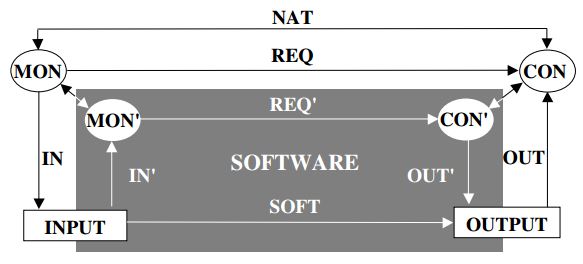 NAT
MON
REQ
CON
MON'
REQ'
CON'
IN
IN'
SOFTWARE
OUT'
OUT
INPUT
SOFT
OUTPUT